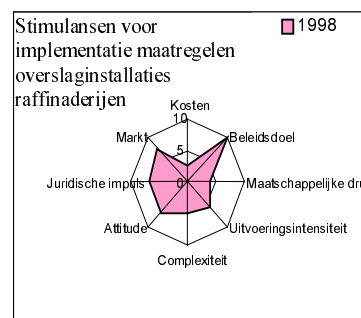 Stimulansen voor
implementatie maatregelen
overslaginstallaties
raffinaderijen
1998
Kosten
10
Markt
Beleidsdoel
5
Juridische impuls
0
Maatschappelijke dru
Attitude
Uitvoeringsintensiteit
Complexiteit